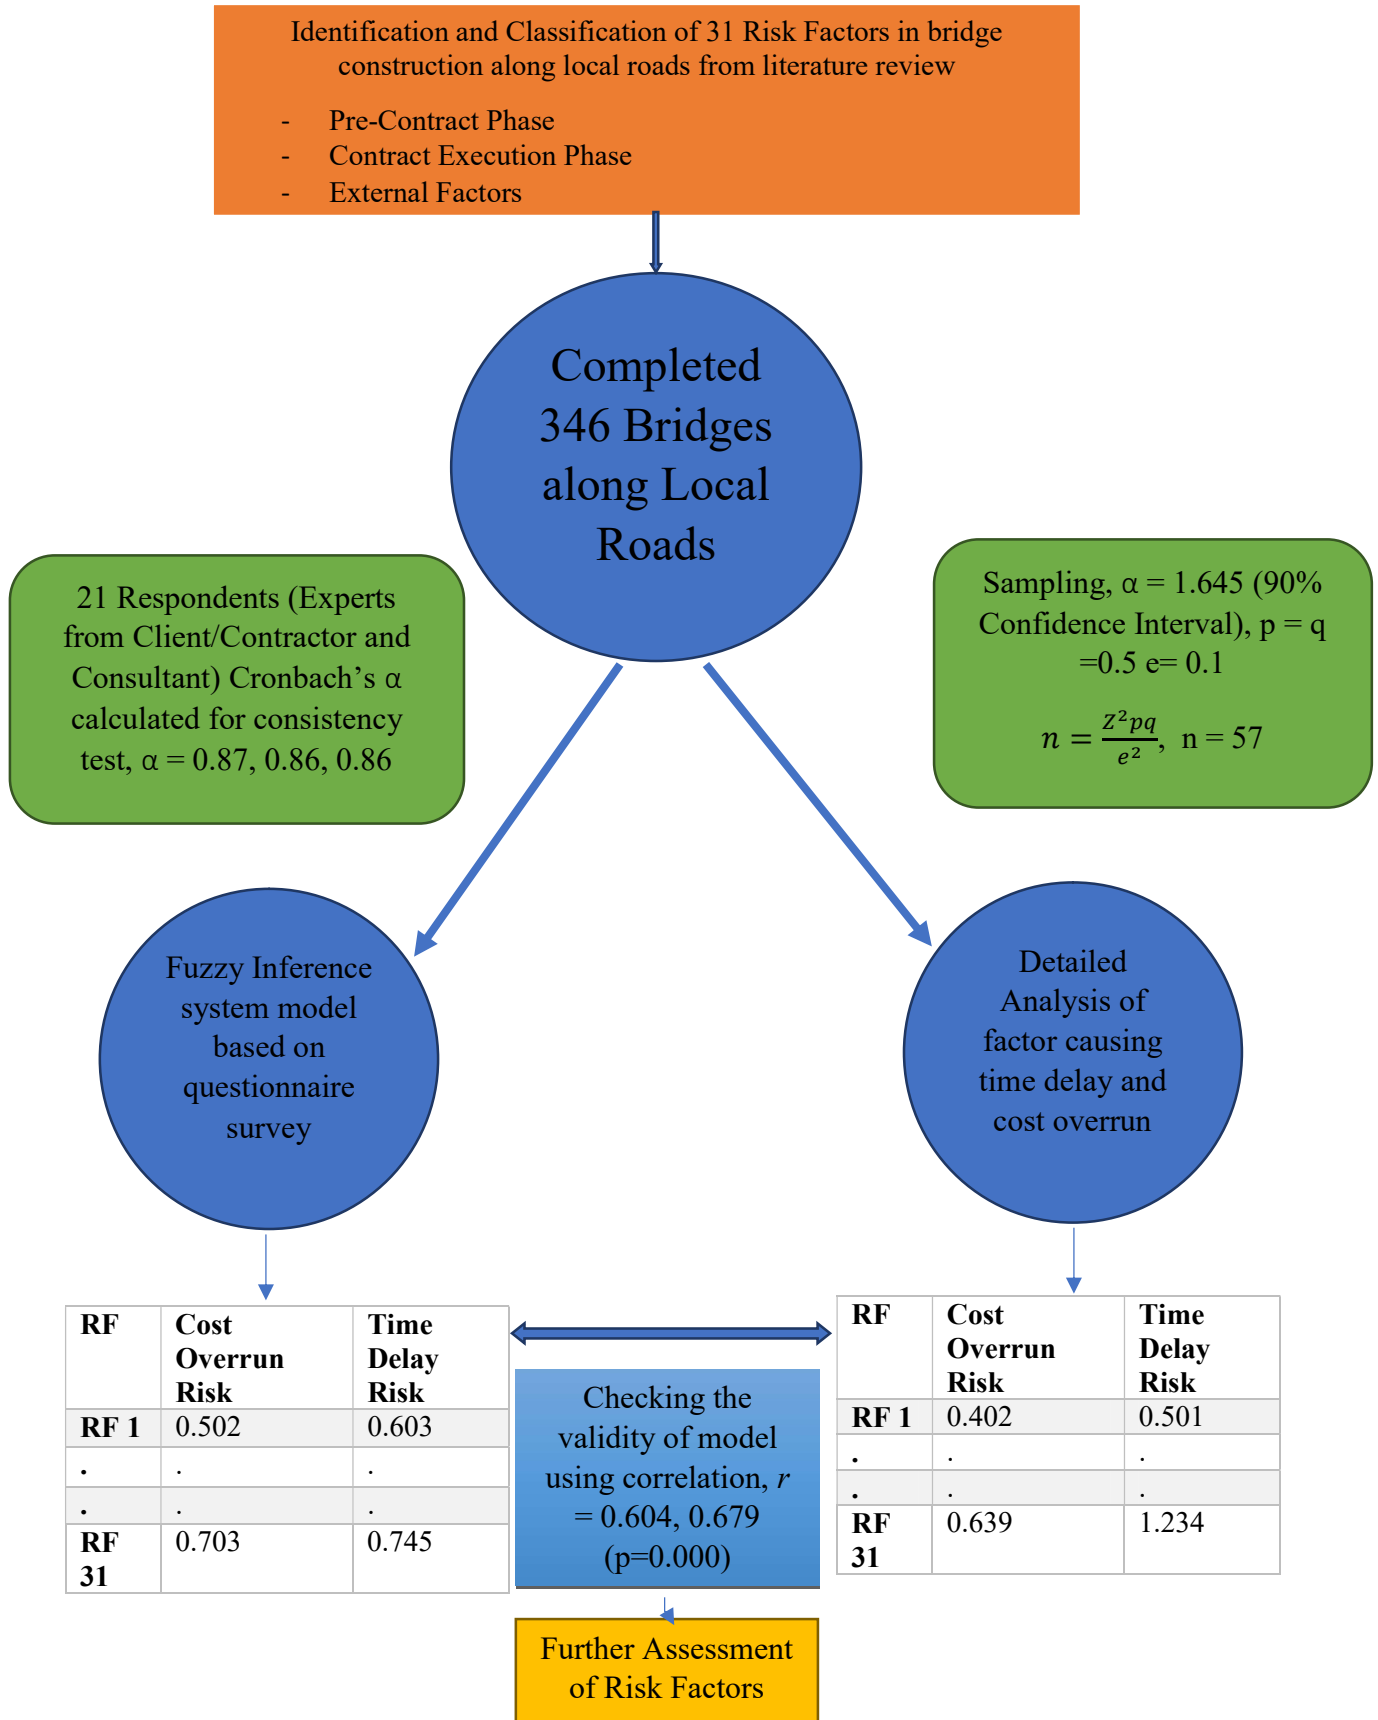 Identification and Classification of 31 Risk Factors in bridge
construction along local roads from literature review
- Pre-Contract Phase
- Contract Execution Phase
- External Factors
Completed
346 Bridges
along Local
Roads
21 Respondents (Experts
from Client/Contractor and
Consultant) Cronbach’s α
calculated for consistency
test, α = 0.87, 0.86, 0.86
Sampling, α = 1.645 (90%
Confidence Interval), p = q
=0.5 e= 0.1
n = Z²pq/e², n = 57
Fuzzy Inference
system model
based on
questionnaire
survey
Detailed
Analysis of
factor causing
time delay and
cost overrun
RF Cost Time
Overrun Delay
Risk Risk
RF 1 0.502 0.603
. . .
. . .
RF 0.703 0.745
31
Checking the
validity of model
using correlation, r
= 0.604, 0.679
(p=0.000)
RF Cost Time
Overrun Delay
Risk Risk
RF 1 0.402 0.501
. . .
. . .
RF 0.639 1.234
31
Further Assessment
of Risk Factors